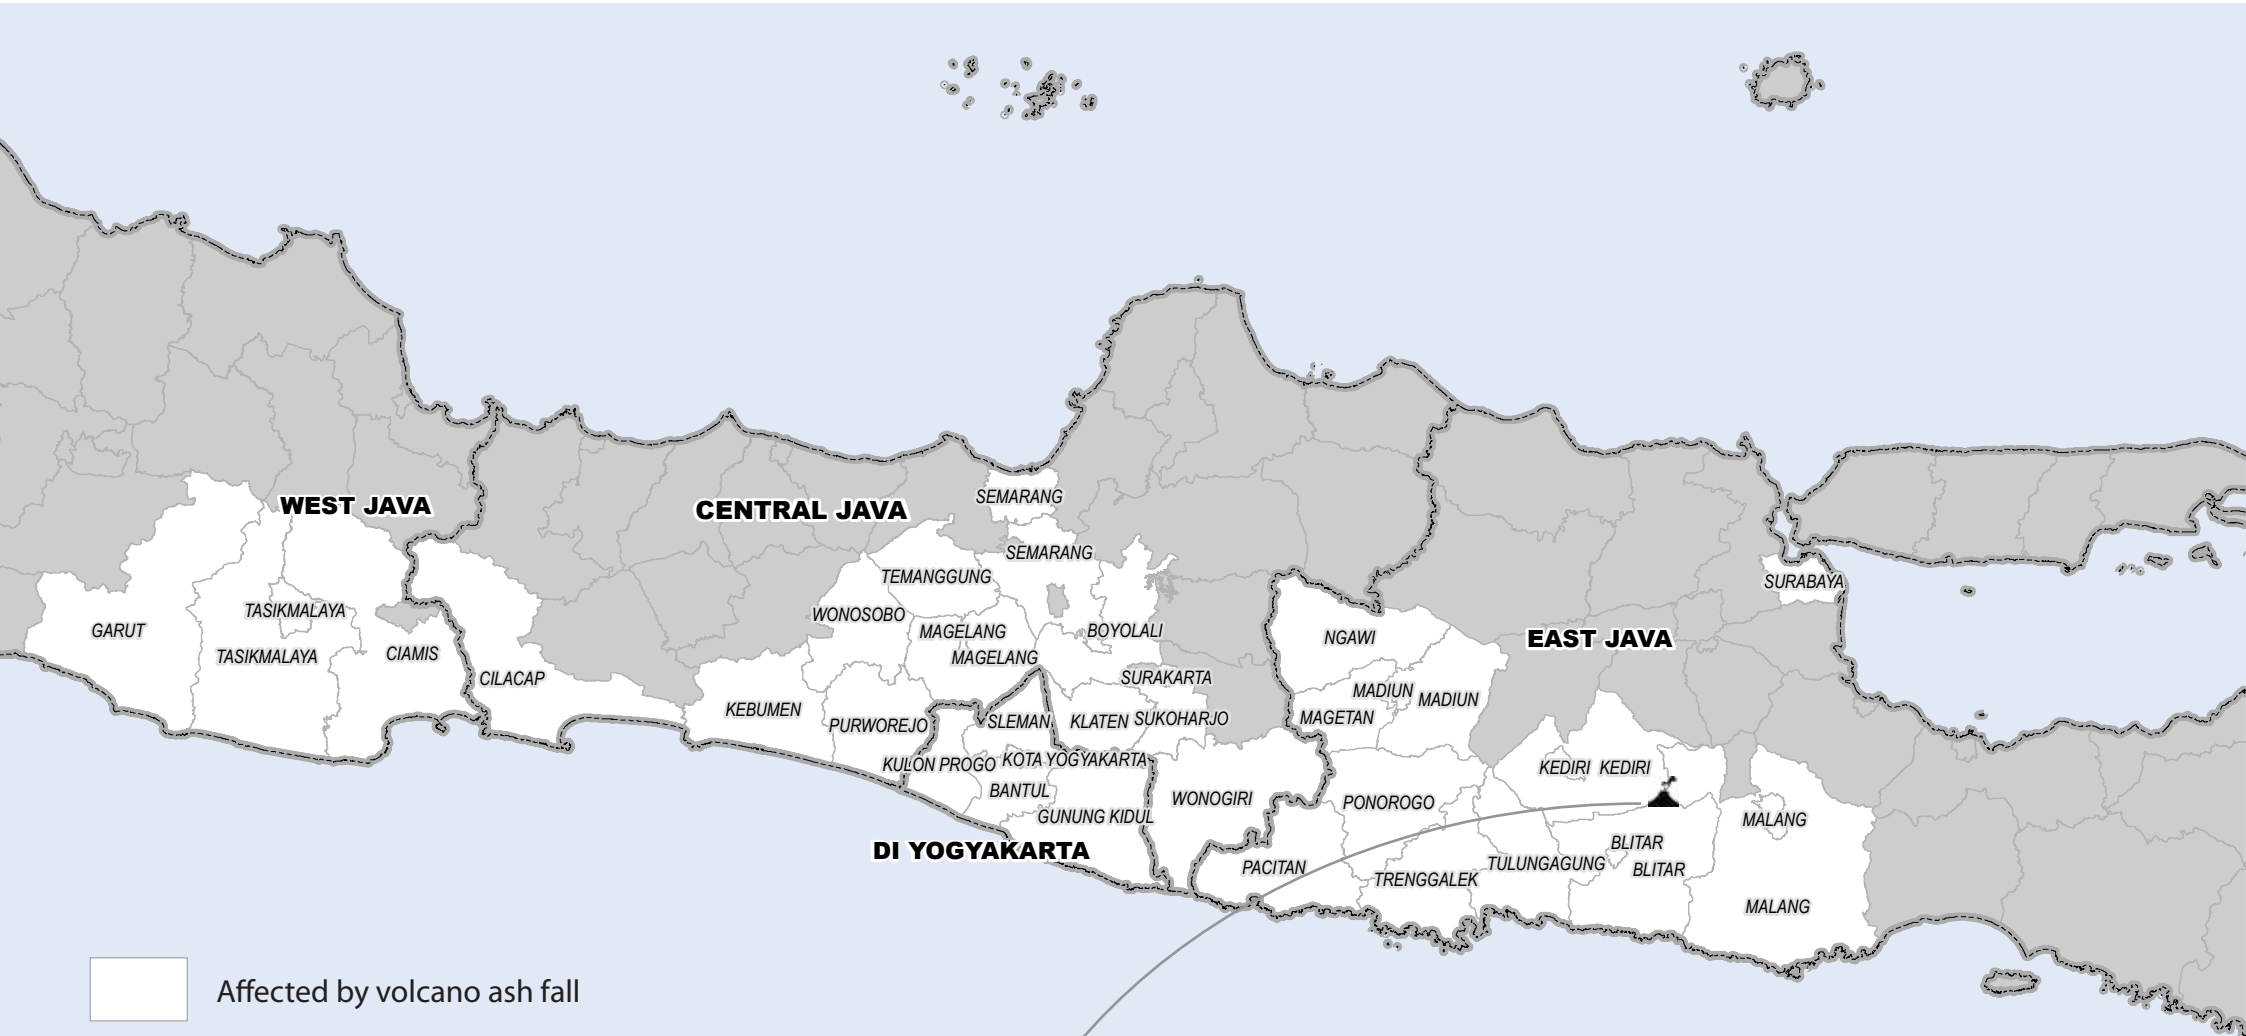 WEST JAVA
CENTRAL JAVA
SEMARANG
SEMARANG
TEMANGGUNG
SURABAYA
TASIKMALAYA
WONOSOBO
GARUT
MAGELANG
BOYOLALI
NGAWI
EAST JAVA
TASIKMALAYA
CIAMIS
MAGELANG
CILACAP
SURAKARTA
MADIUN
MADIUN
KEBUMEN
PURWOREJO
SLEMAN
KLATEN
SUKOHARJO
MAGETAN
KULON PROGO
KOTA YOGYAKARTA
KEDIRI
KEDIRI
BANTUL
WONOGIRI
PONOROGO
GUNUNG KIDUL
MALANG
DI YOGYAKARTA
BLITAR
PACITAN
TULUNGAGUNG
BLITAR
TRENGGALEK
MALANG
Affected by volcano ash fall